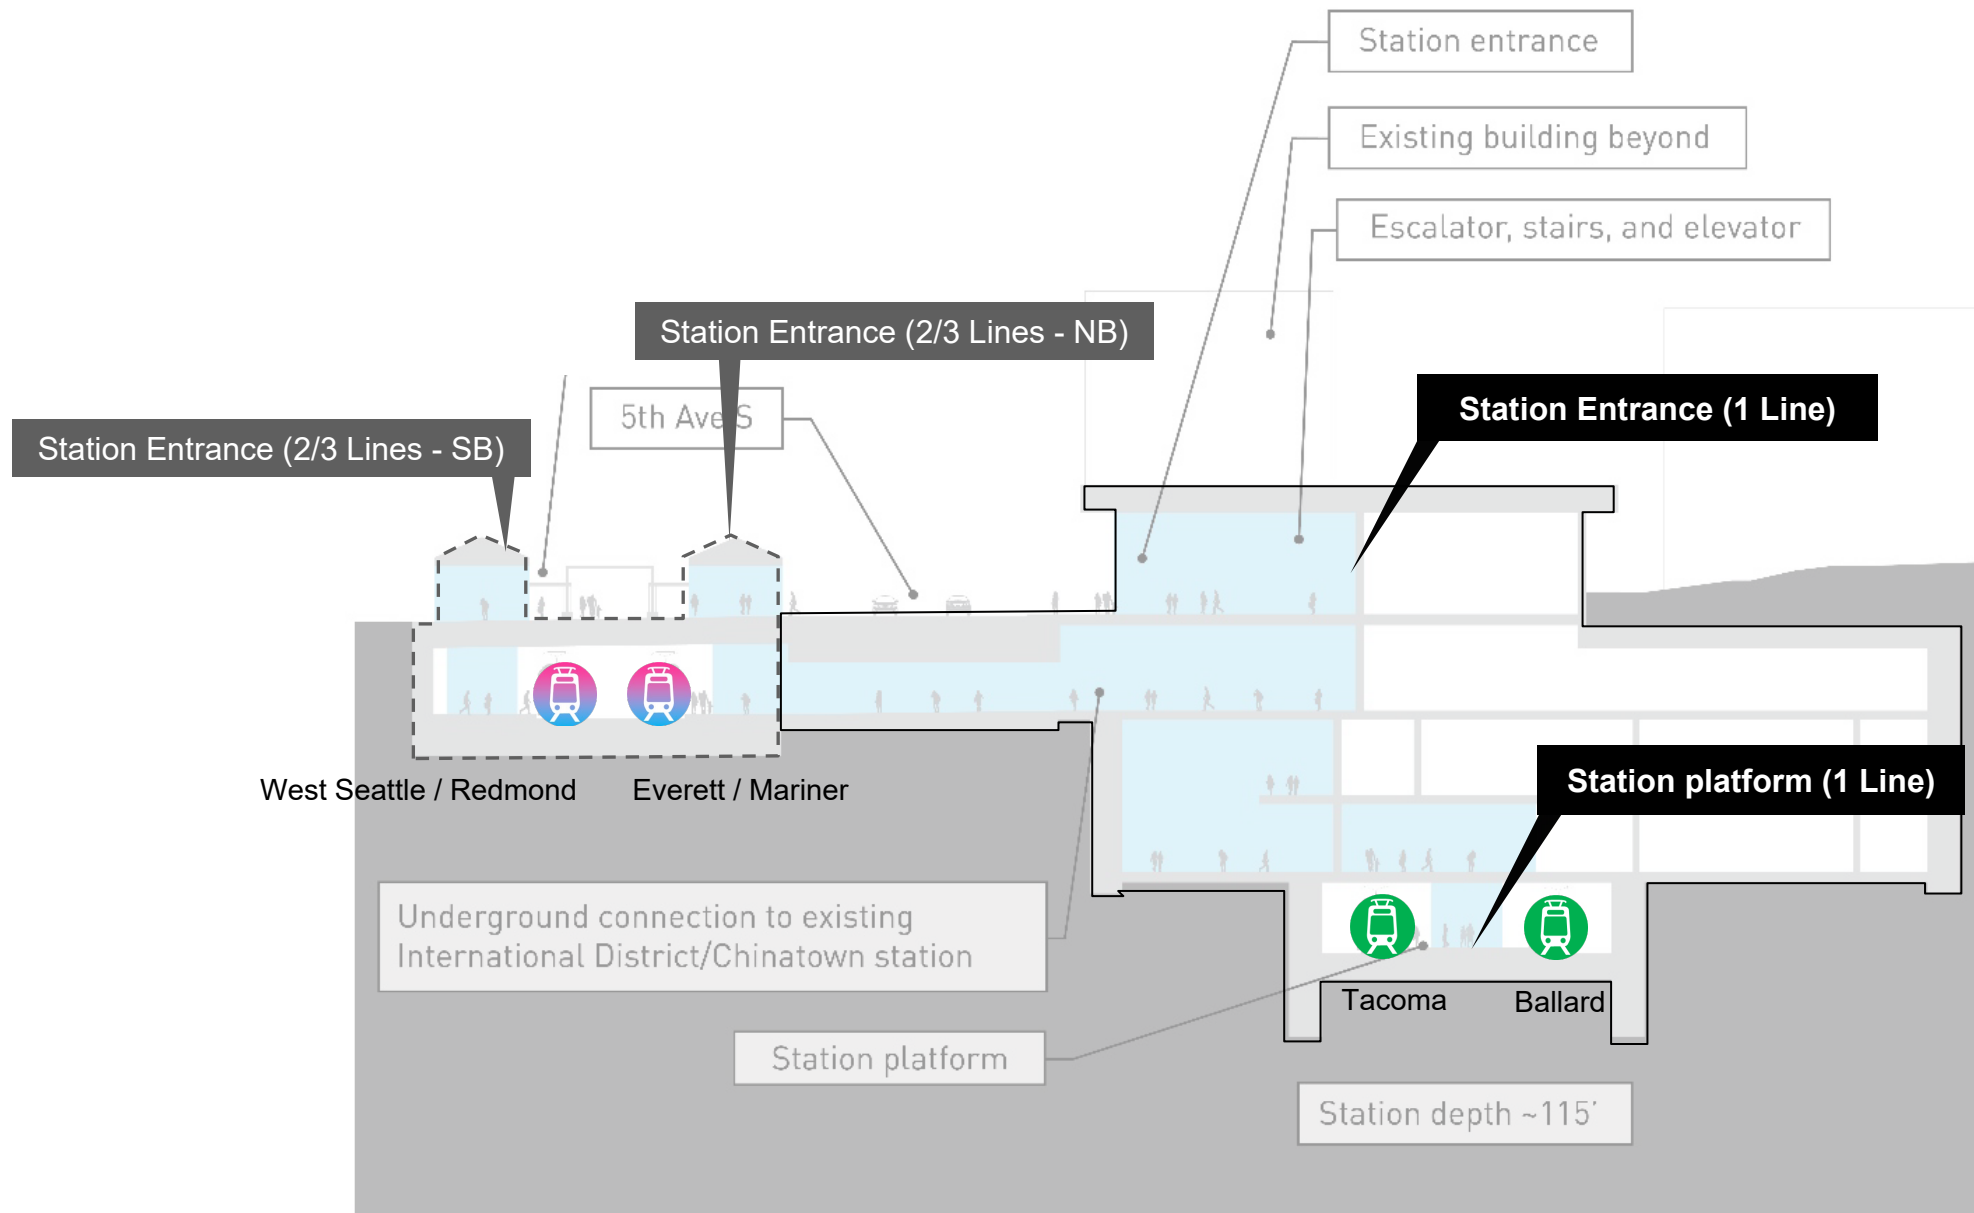 Station entrance
Existing building beyond
Escalator, stairs, and elevator
Station Entrance (2/3 Lines - NB)
5th Ave S
Station Entrance (1 Line)
Station Entrance (2/3 Lines - SB)
West Seattle / Redmond
Everett / Mariner
Station platform (1 Line)
Underground connection to existing
International District/Chinatown station
Tacoma
Ballard
Station platform
Station depth ~115'